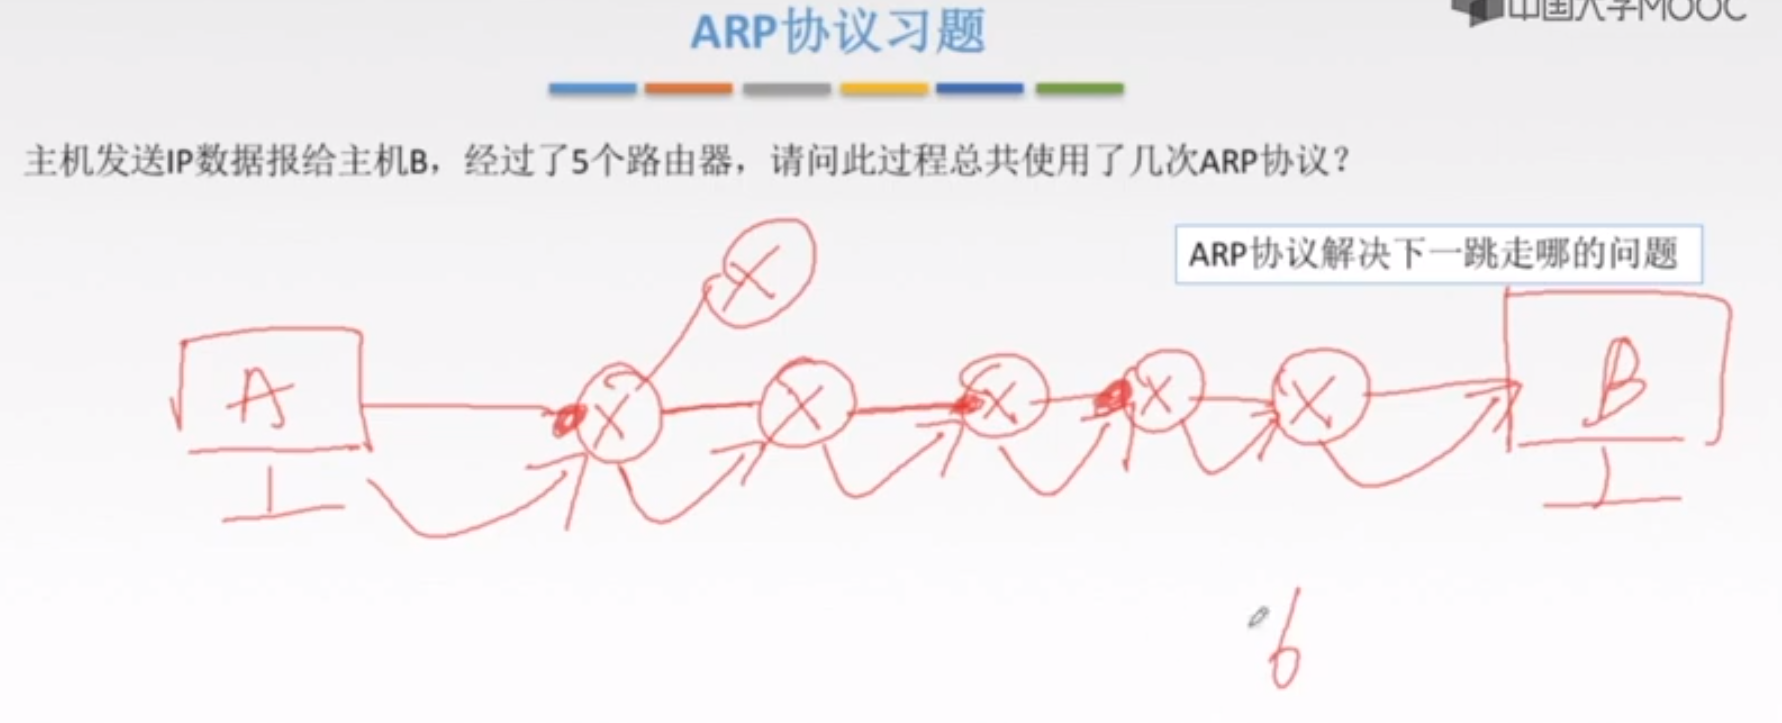 中国大学MOOC
ARP协议习题
主机发送IP数据报给主机B，经过了5个路由器，请问此过程总共使用了几次ARP协议？
ARP协议解决下一跳走哪的问题
X
A X X X X X B
6